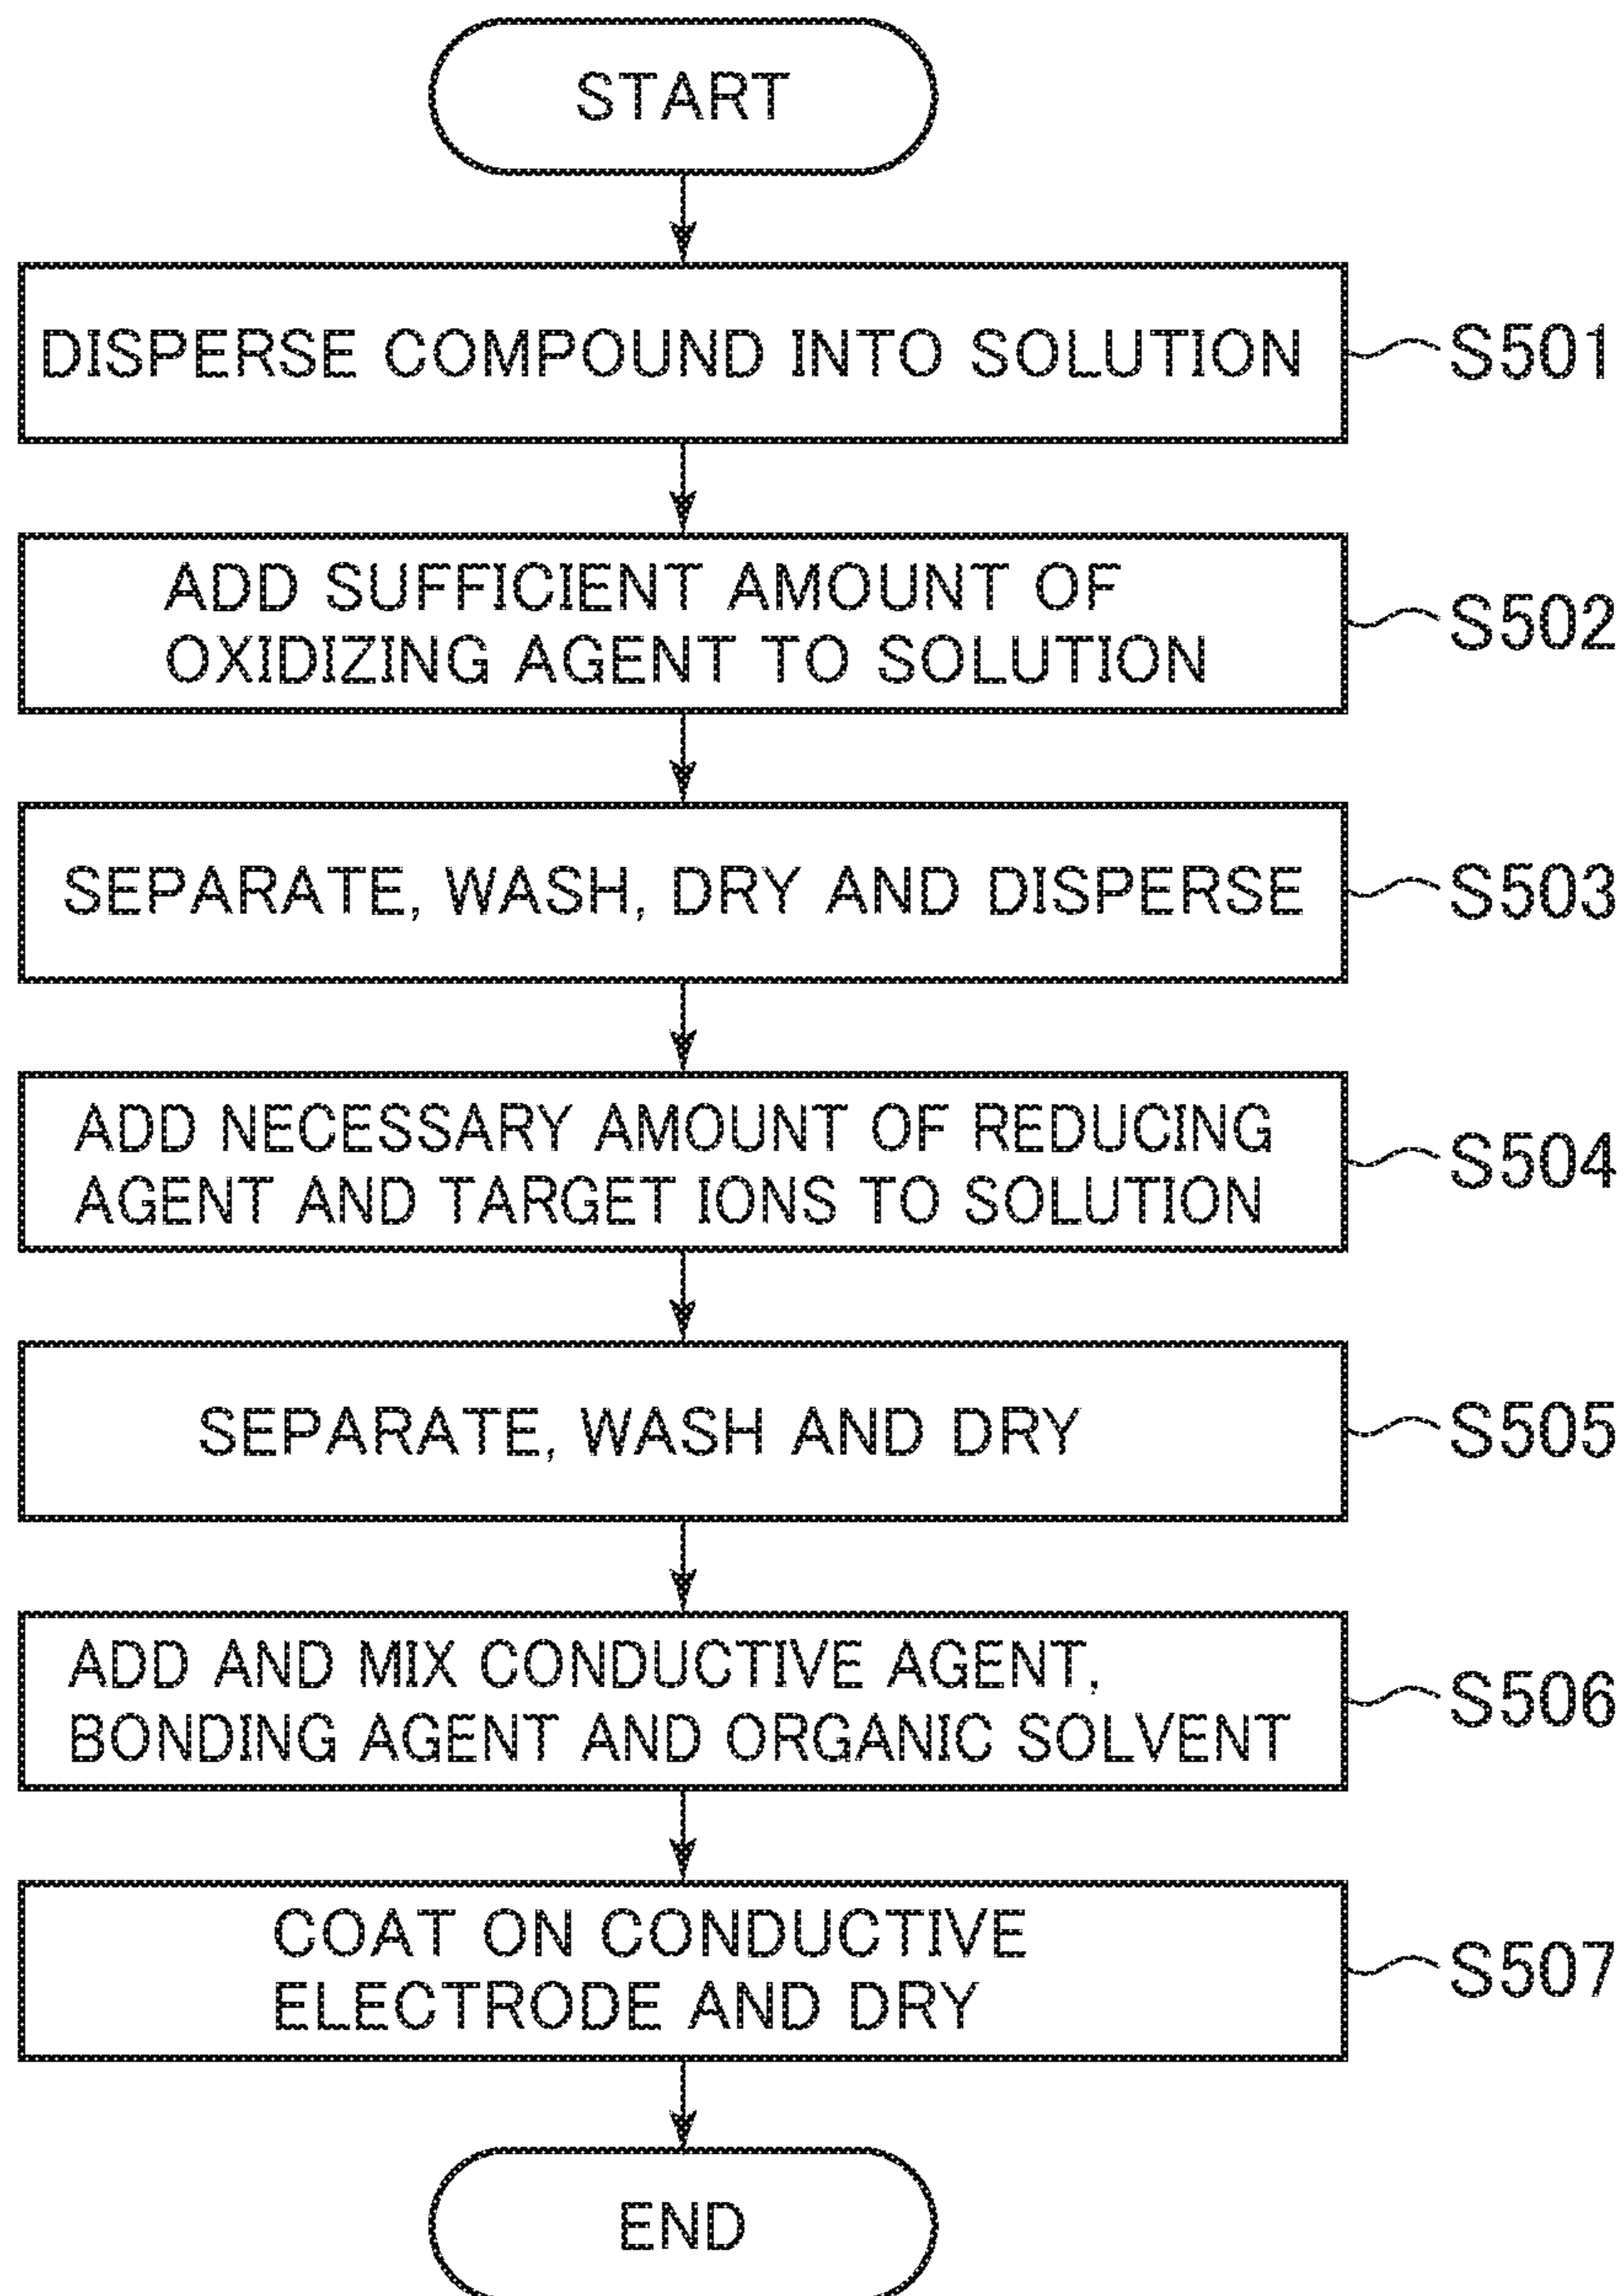 START
DISPERSE COMPOUND INTO SOLUTION
S501
ADD SUFFICIENT AMOUNT OF
OXIDIZING AGENT TO SOLUTION
S502
SEPARATE, WASH, DRY AND DISPERSE
S503
ADD NECESSARY AMOUNT OF REDUCING
AGENT AND TARGET IONS TO SOLUTION
S504
SEPARATE, WASH AND DRY
S505
ADD AND MIX CONDUCTIVE AGENT,
BONDING AGENT AND ORGANIC SOLVENT
S506
COAT ON CONDUCTIVE
ELECTRODE AND DRY
S507
END